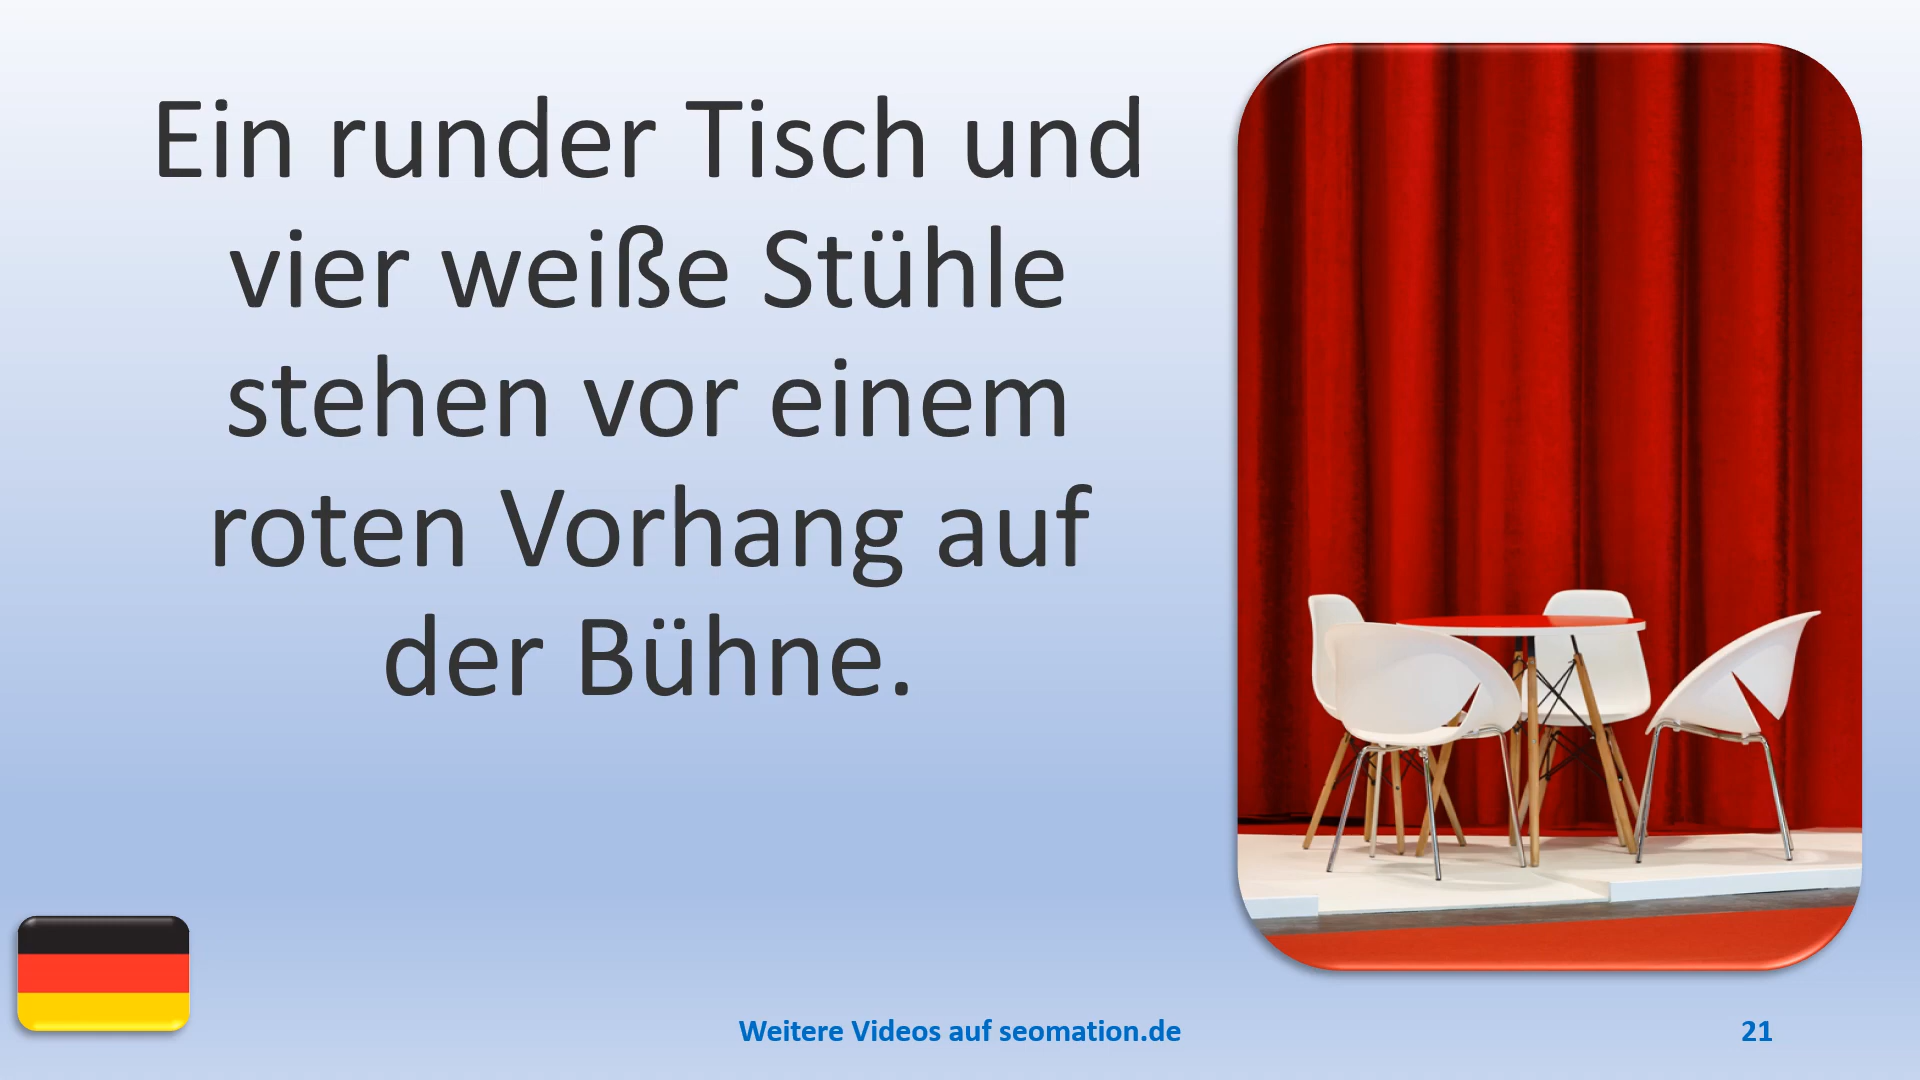 Ein runder Tisch und
vier weiße Stühle
stehen vor einem
roten Vorhang auf
der Bühne.
Weitere Videos auf seomation.de
21